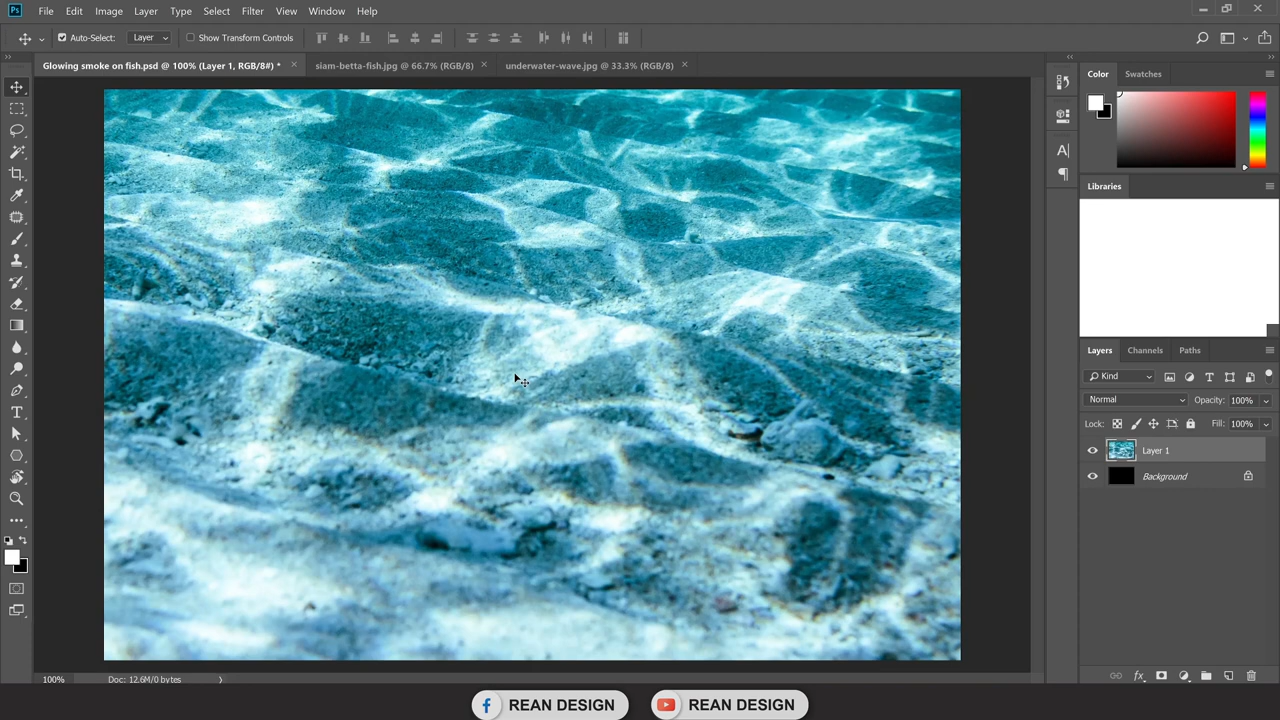 Ps File Edit Image Layer Type Select Filter View Window Help
Auto-Select: Layer Show Transform Controls
Glowing smoke on fish.psd @ 100% (Layer 1, RGB/8#) * siam-betta-fish.jpg @ 66.7% (RGB/8) underwater-wave.jpg @ 33.3% (RGB/8)
Color Swatches
Libraries
Layers Channels Paths
Kind
Normal Opacity: 100%
Lock: Fill: 100%
Layer 1
Background
100% Doc: 12.6M/0 bytes
REAN DESIGN REAN DESIGN